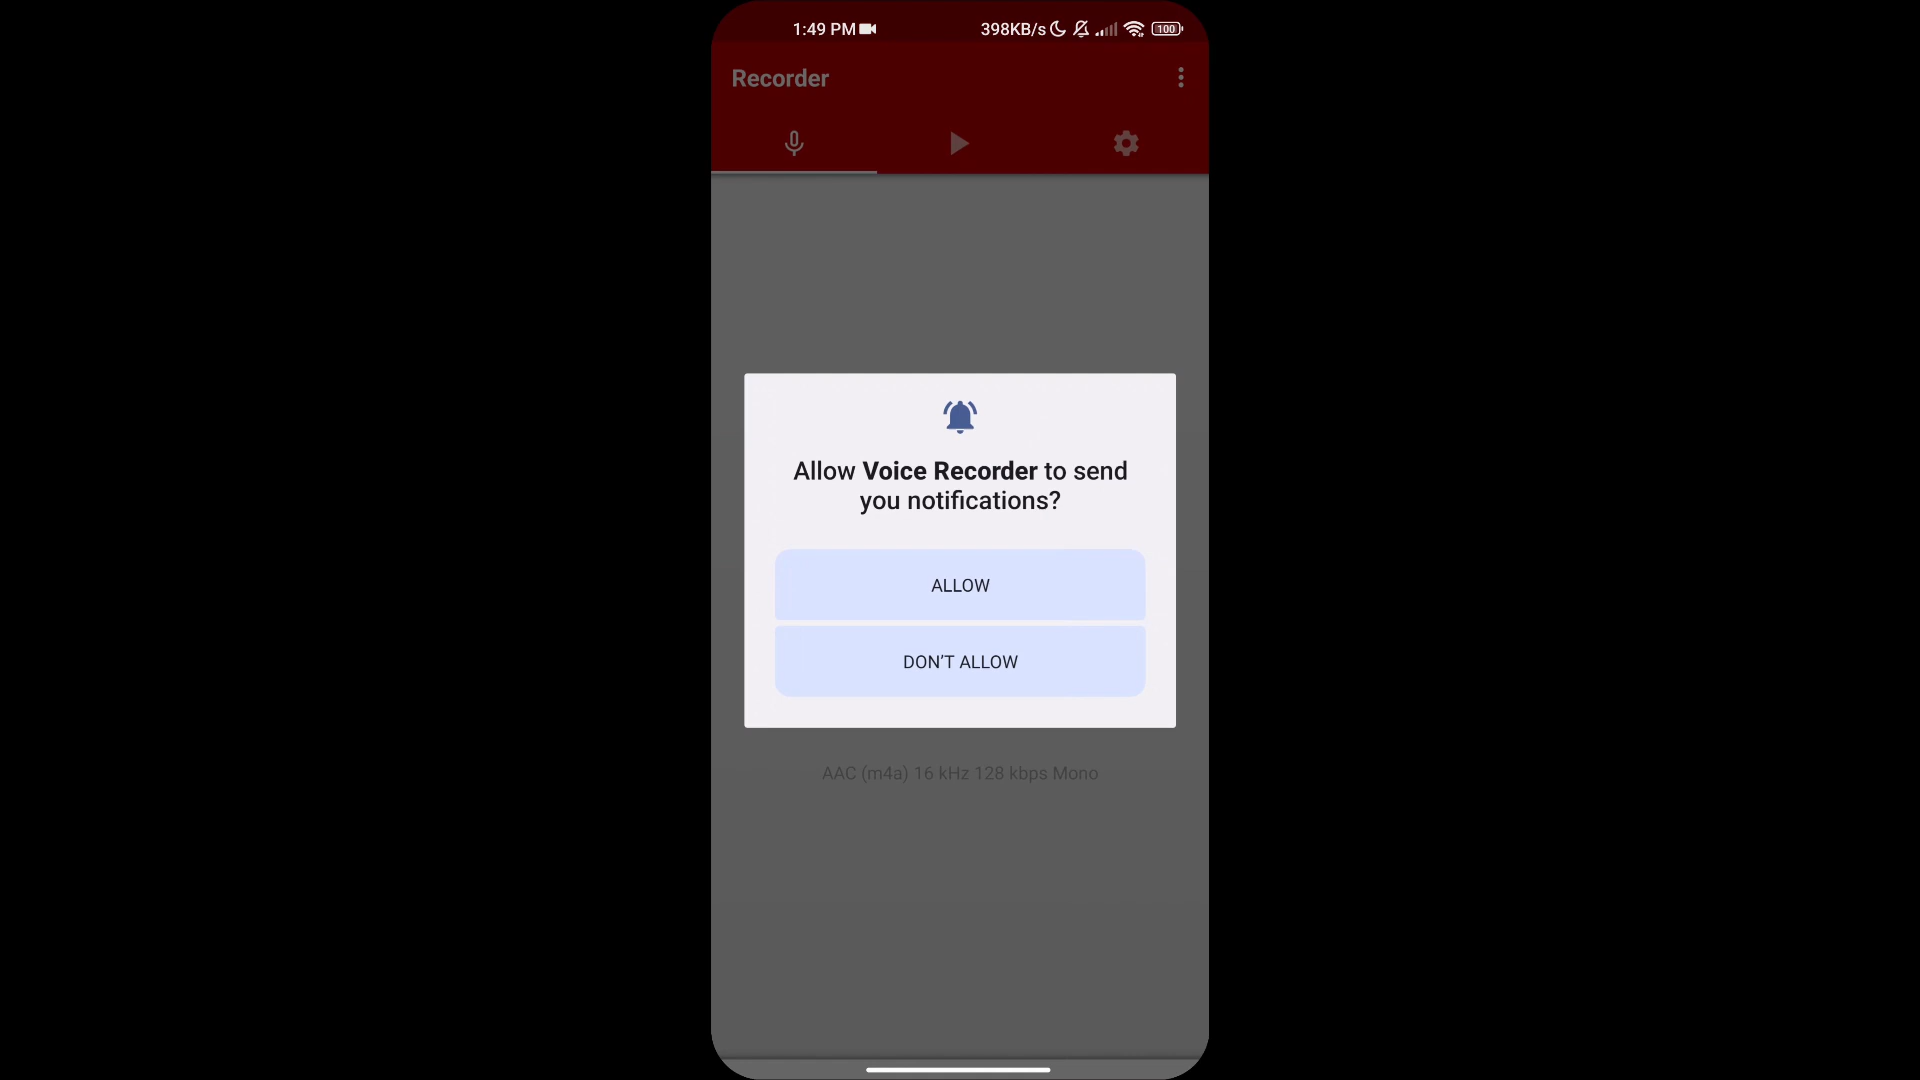 1:49 PM 398KB/s 100
Recorder
Allow Voice Recorder to send
you notifications?
ALLOW
DON’T ALLOW
AAC (m4a) 16 kHz 128 kbps Mono